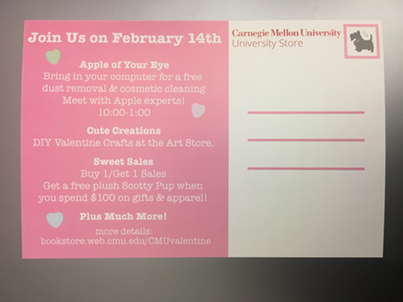 Join Us on February 14th
Apple of Your Eye
Bring in your computer for a free
dust removal & cosmetic cleaning
Meet with Apple experts!
10:00-1:00
Cute Creations
DIY Valentine Crafts at the Art Store.
Sweet Sales
Buy 1/Get 1 Sales
Get a free plush Scotty Pup when
you spend $100 on gifts & apparel!
Plus Much More!
more details:
bookstore.web.cmu.edu/CMUvalentine
Carnegie Mellon University
University Store